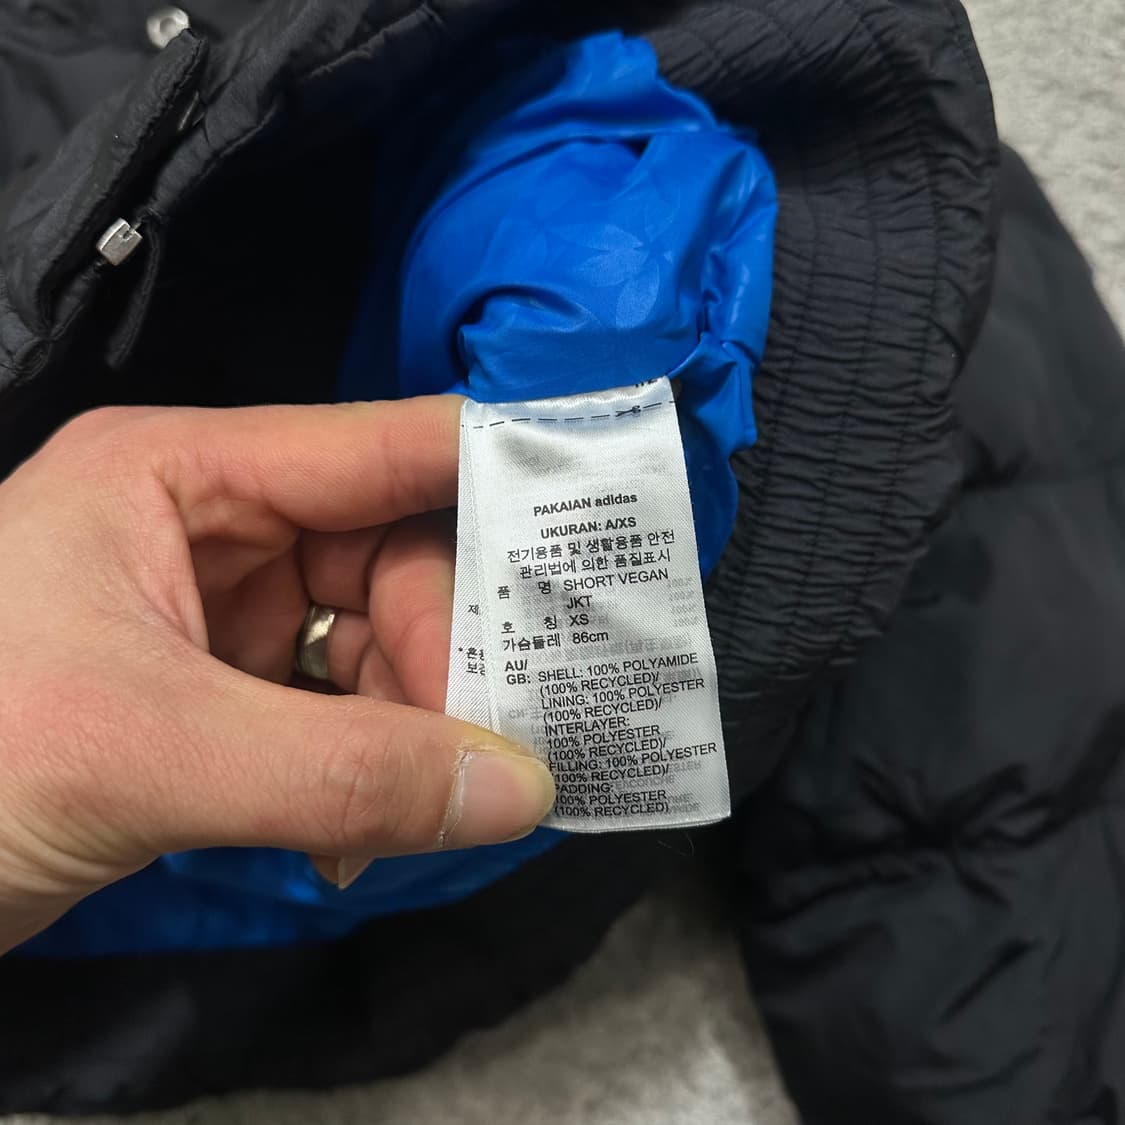 PAKAIAN adidas
UKURAN: A/XS
전기용품 및 생활용품 안전
관리법에 의한 품질표시
품 명 SHORT VEGAN
JKT
호 칭 XS
가슴둘레 86cm
AU/
GB: SHELL: 100% POLYAMIDE
(100% RECYCLED)/
LINING: 100% POLYESTER
(100% RECYCLED)/
INTERLAYER:
100% POLYESTER
(100% RECYCLED)/
FILLING: 100% POLYESTER
(100% RECYCLED)/
PADDING:
100% POLYESTER
(100% RECYCLED)